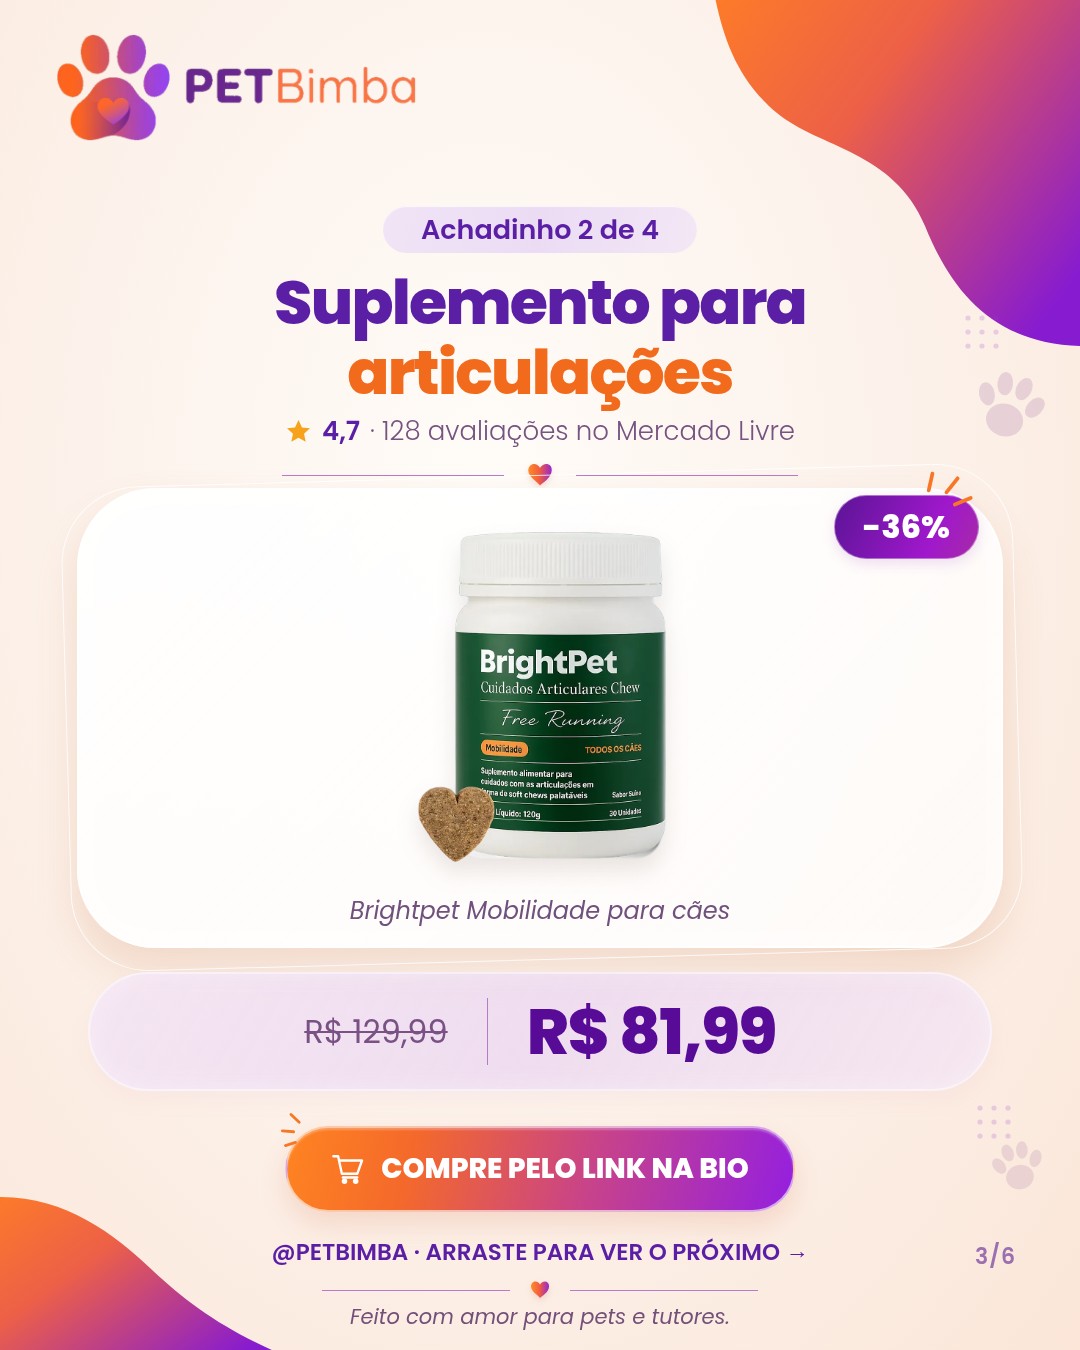 PETBimba
Achadinho 2 de 4
Suplemento para
articulações
4,7 · 128 avaliações no Mercado Livre
-36%
BrightPet
Cuidados Articulares Chew
Free Running
Mobilidade
TODOS OS CÃES
Suplemento alimentar para
cuidados com as articulações em
de soft chews palatáveis
Sabor Suíno
Líquido: 120g
30 Unidades
Brightpet Mobilidade para cães
R$ 129,99
R$ 81,99
COMPRE PELO LINK NA BIO
@PETBIMBA · ARRASTE PARA VER O PRÓXIMO →
3/6
Feito com amor para pets e tutores.